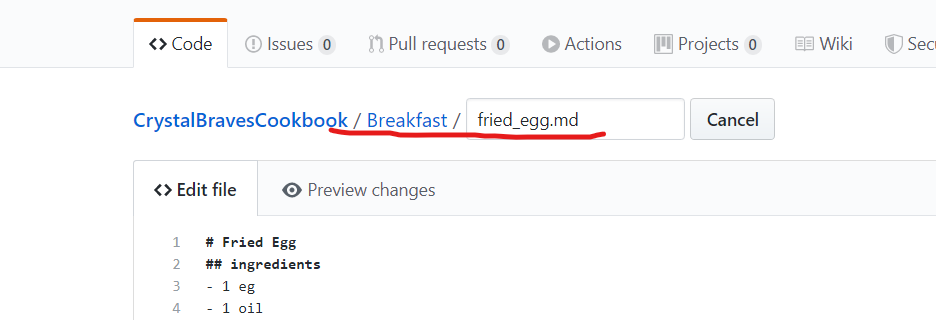 Code Issues 0 Pull requests 0 Actions Projects 0 Wiki Sec
CrystalBravesCookbook / Breakfast / fried_egg.md Cancel
Edit file Preview changes
1 # Fried Egg
2 ## ingredients
3 - 1 eg
4 - 1 oil